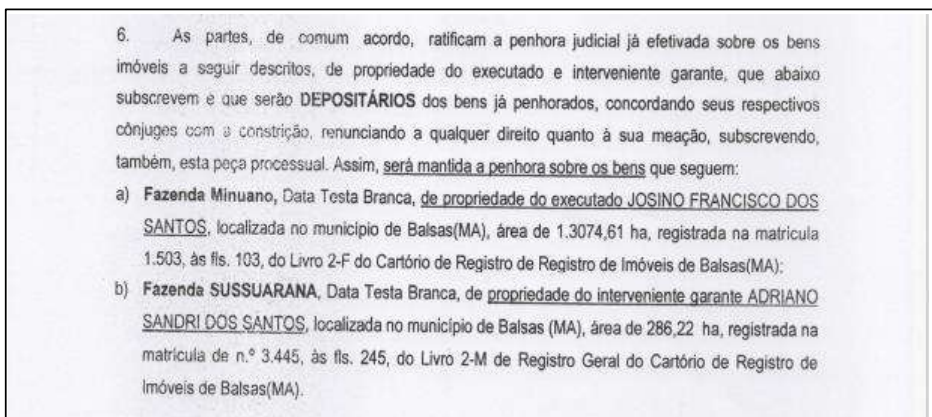 6. As partes, de comum acordo, ratificam a penhora judicial já efetivada sobre os bens
imóveis a seguir descritos, de propriedade do executado e interveniente garante, que abaixo
subscrevem e que serão DEPOSITÁRIOS dos bens já penhorados, concordando seus respectivos
cônjuges com a constrição, renunciando a qualquer direito quanto à sua meação, subscrevendo,
também, esta peça processual. Assim, será mantida a penhora sobre os bens que seguem:
a) Fazenda Minuano, Data Testa Branca, de propriedade do executado JOSINO FRANCISCO DOS
SANTOS, localizada no município de Balsas(MA), área de 1.3074,61 ha, registrada na matricula
1.503, às fls. 103, do Livro 2-F do Cartório de Registro de Registro de Imóveis de Balsas(MA);
b) Fazenda SUSSUARANA, Data Testa Branca, de propriedade do interveniente garante ADRIANO
SANDRI DOS SANTOS, localizada no município de Balsas (MA), área de 286,22 ha, registrada na
matrícula de n.º 3.445, às fls. 245, do Livro 2-M de Registro Geral do Cartório de Registro de
Imóveis de Balsas(MA).